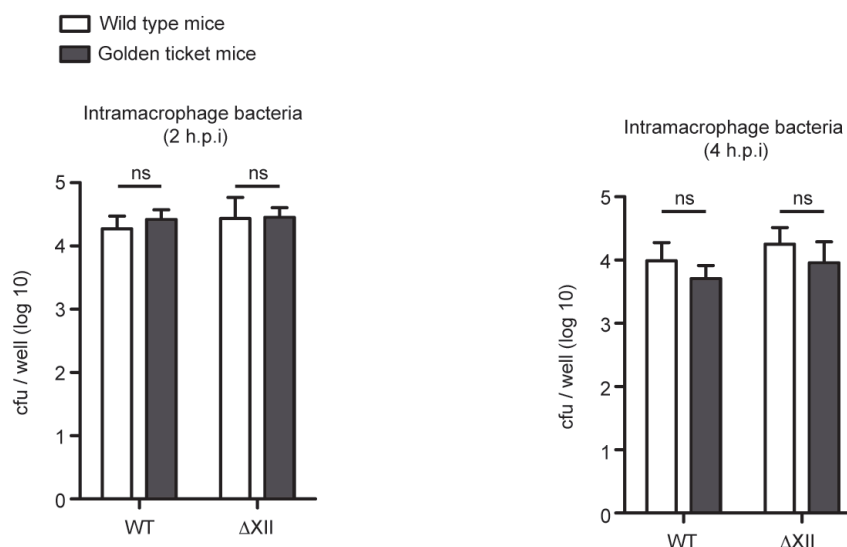 Wild type mice
Golden ticket mice
Intramacrophage bacteria
(2 h.p.i)
ns
ns
5
4
3
2
1
0
cfu / well (log 10)
WT
ΔXII
Intramacrophage bacteria
(4 h.p.i)
ns
ns
5
4
3
2
1
0
cfu / well (log 10)
WT
ΔXII